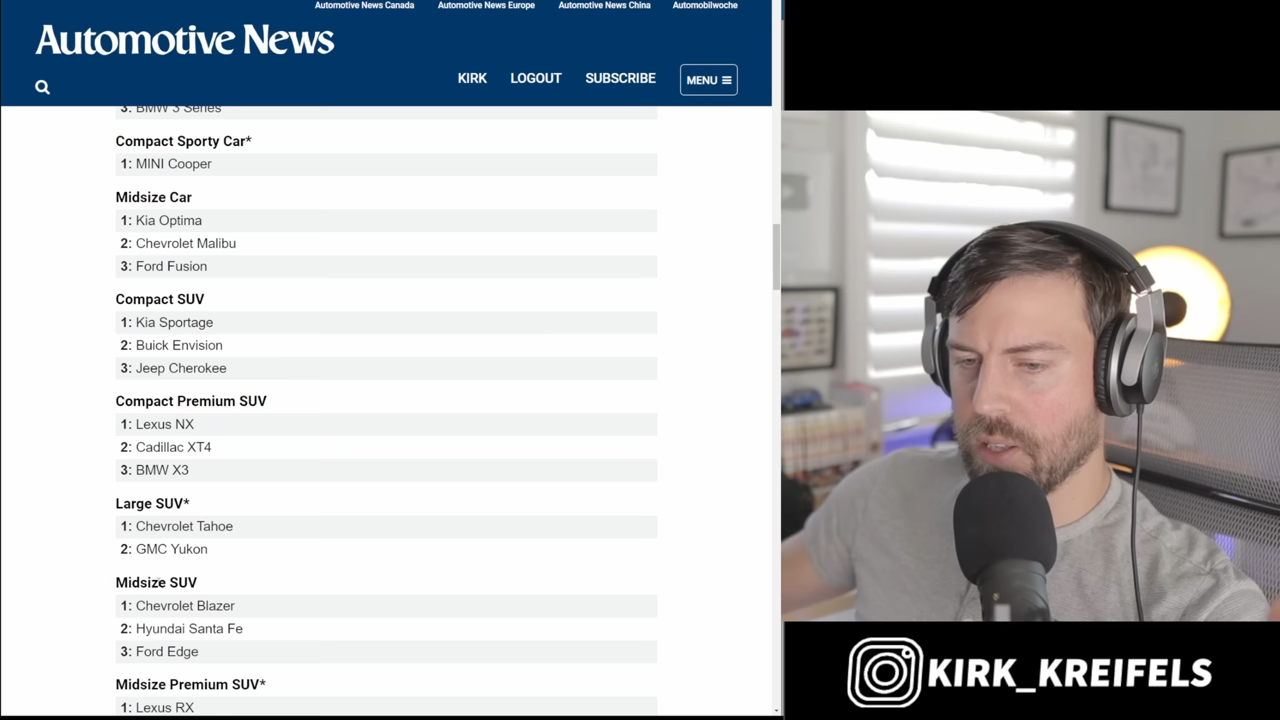 Automotive News Canada Automotive News Europe Automotive News China Automobilwoche
Automotive News
KIRK LOGOUT SUBSCRIBE MENU
3: BMW 3 Series
Compact Sporty Car*
1: MINI Cooper
Midsize Car
1: Kia Optima
2: Chevrolet Malibu
3: Ford Fusion
Compact SUV
1: Kia Sportage
2: Buick Envision
3: Jeep Cherokee
Compact Premium SUV
1: Lexus NX
2: Cadillac XT4
3: BMW X3
Large SUV*
1: Chevrolet Tahoe
2: GMC Yukon
Midsize SUV
1: Chevrolet Blazer
2: Hyundai Santa Fe
3: Ford Edge
Midsize Premium SUV*
1: Lexus RX
KIRK_KREIFELS